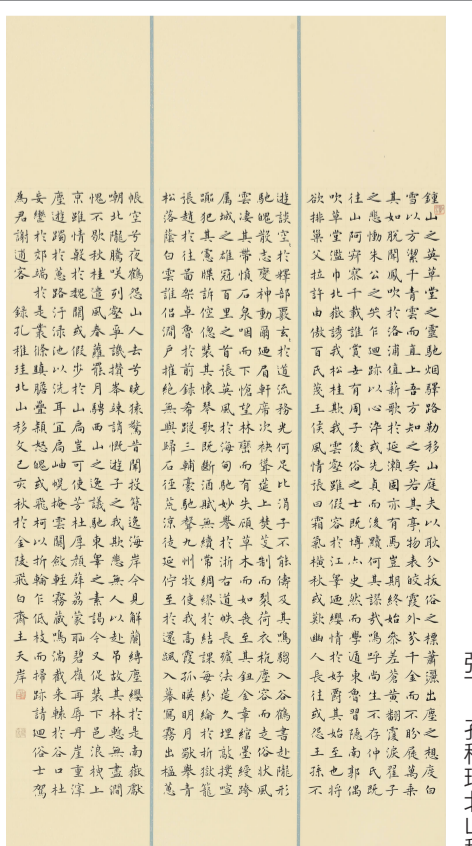 鍾山之英草堂之靈馳煙驛路勒移山庭夫以耿介拔俗之標蕭灑出塵之想度白
雪以方絜干青雲而直上吾方知之矣若其亭物表皎霞外芥千金而不盼屣萬乘
其如脫聞鳳吹於洛浦值薪歌於延瀨固亦有焉豈期終始參差蒼黃翻覆淚翟子
之悲慟朱公之哭乍迴跡以心染或先貞而後黷何其謬哉嗚呼尚生不存仲氏既
往山阿寂寥千載誰賞世有周子俊俗之士既博亦史然而學遁東魯習隱南郭偶
吹草堂濫巾北嶽誘我松桂欺我雲壑雖假容於江皋迺纓情於好爵其始至也將
欲排巢父拉許由傲百氏蔑王侯風情張日霜氣橫秋或歎幽人長往或怨王孫不
遊談空於釋部覈玄於道流務光何足比涓子不能儔及其鳴騶入谷鶴書赴隴形
馳魄散志變神動爾迺眉軒席次袂聳筵上焚芰製而裂荷衣抗塵容而走俗狀風
雲悽其帶憤石泉咽而下愴望林巒而有失顧草木而如喪至其鈕金章綰墨綬跨
屬城之雄冠百里之首張英風於海甸馳妙譽於浙右道帙長殯法筵久埋敲撲喧
囂犯其慮牒訴倥傯裝其懷琴歌既斷酒賦無續常綢繆於結課每紛綸於折獄籠
張趙於往圖架卓魯於前籙希蹤三輔豪馳聲九州牧使我高霞孤映明月獨舉青
松落蔭白雲誰侶澗戶摧絕無與歸石徑荒涼徒延佇至於還飆入幕寫霧出楹蕙
帳空兮夜鶴怨山人去兮曉猿驚昔聞投簪逸海岸今見解蘭縛塵纓於是南嶽獻
嘲北隴騰笑列壑爭譏攢峯竦誚慨遊子之我欺悲無人以赴弔故其林慙無盡澗
愧不歇秋桂遣風春蘿罷月騁西山之逸議馳東皋之素謁今又促裝下邑浪栧上
京雖情殷於魏闕或假步於山扃豈可使芳杜厚顏薜荔蒙恥碧嶺再辱丹崖重滓
塵遊躅於蕙路汙淥池以洗耳宜扃岫幌掩雲關斂輕霧藏鳴湍截來轅於谷口杜
妄轡於郊端於是叢條瞋膽疊穎怒魄或飛柯以折輪乍低枝而掃跡請迴俗士駕
為君謝逋客 錄孔稚珪北山移文己亥秋於金陵飛白齋主天岸